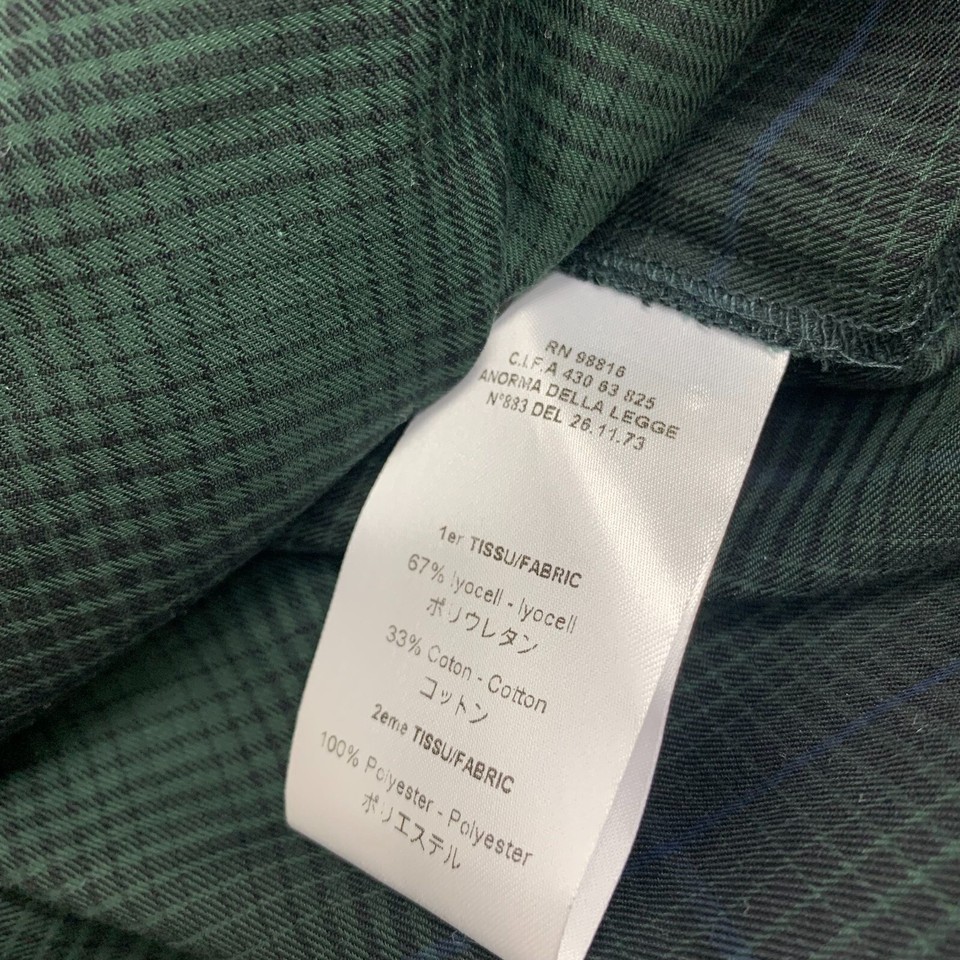 RN 98816
C.I.F.A 430 63 825
ANORMA DELLA LEGGE
N°883 DEL 26.11.73
1er TISSU/FABRIC
67% lyocell - lyocell
ポリウレタン
33% Coton - Cotton
コットン
2eme TISSU/FABRIC
100% Polyester - Polyester
ポリエステル